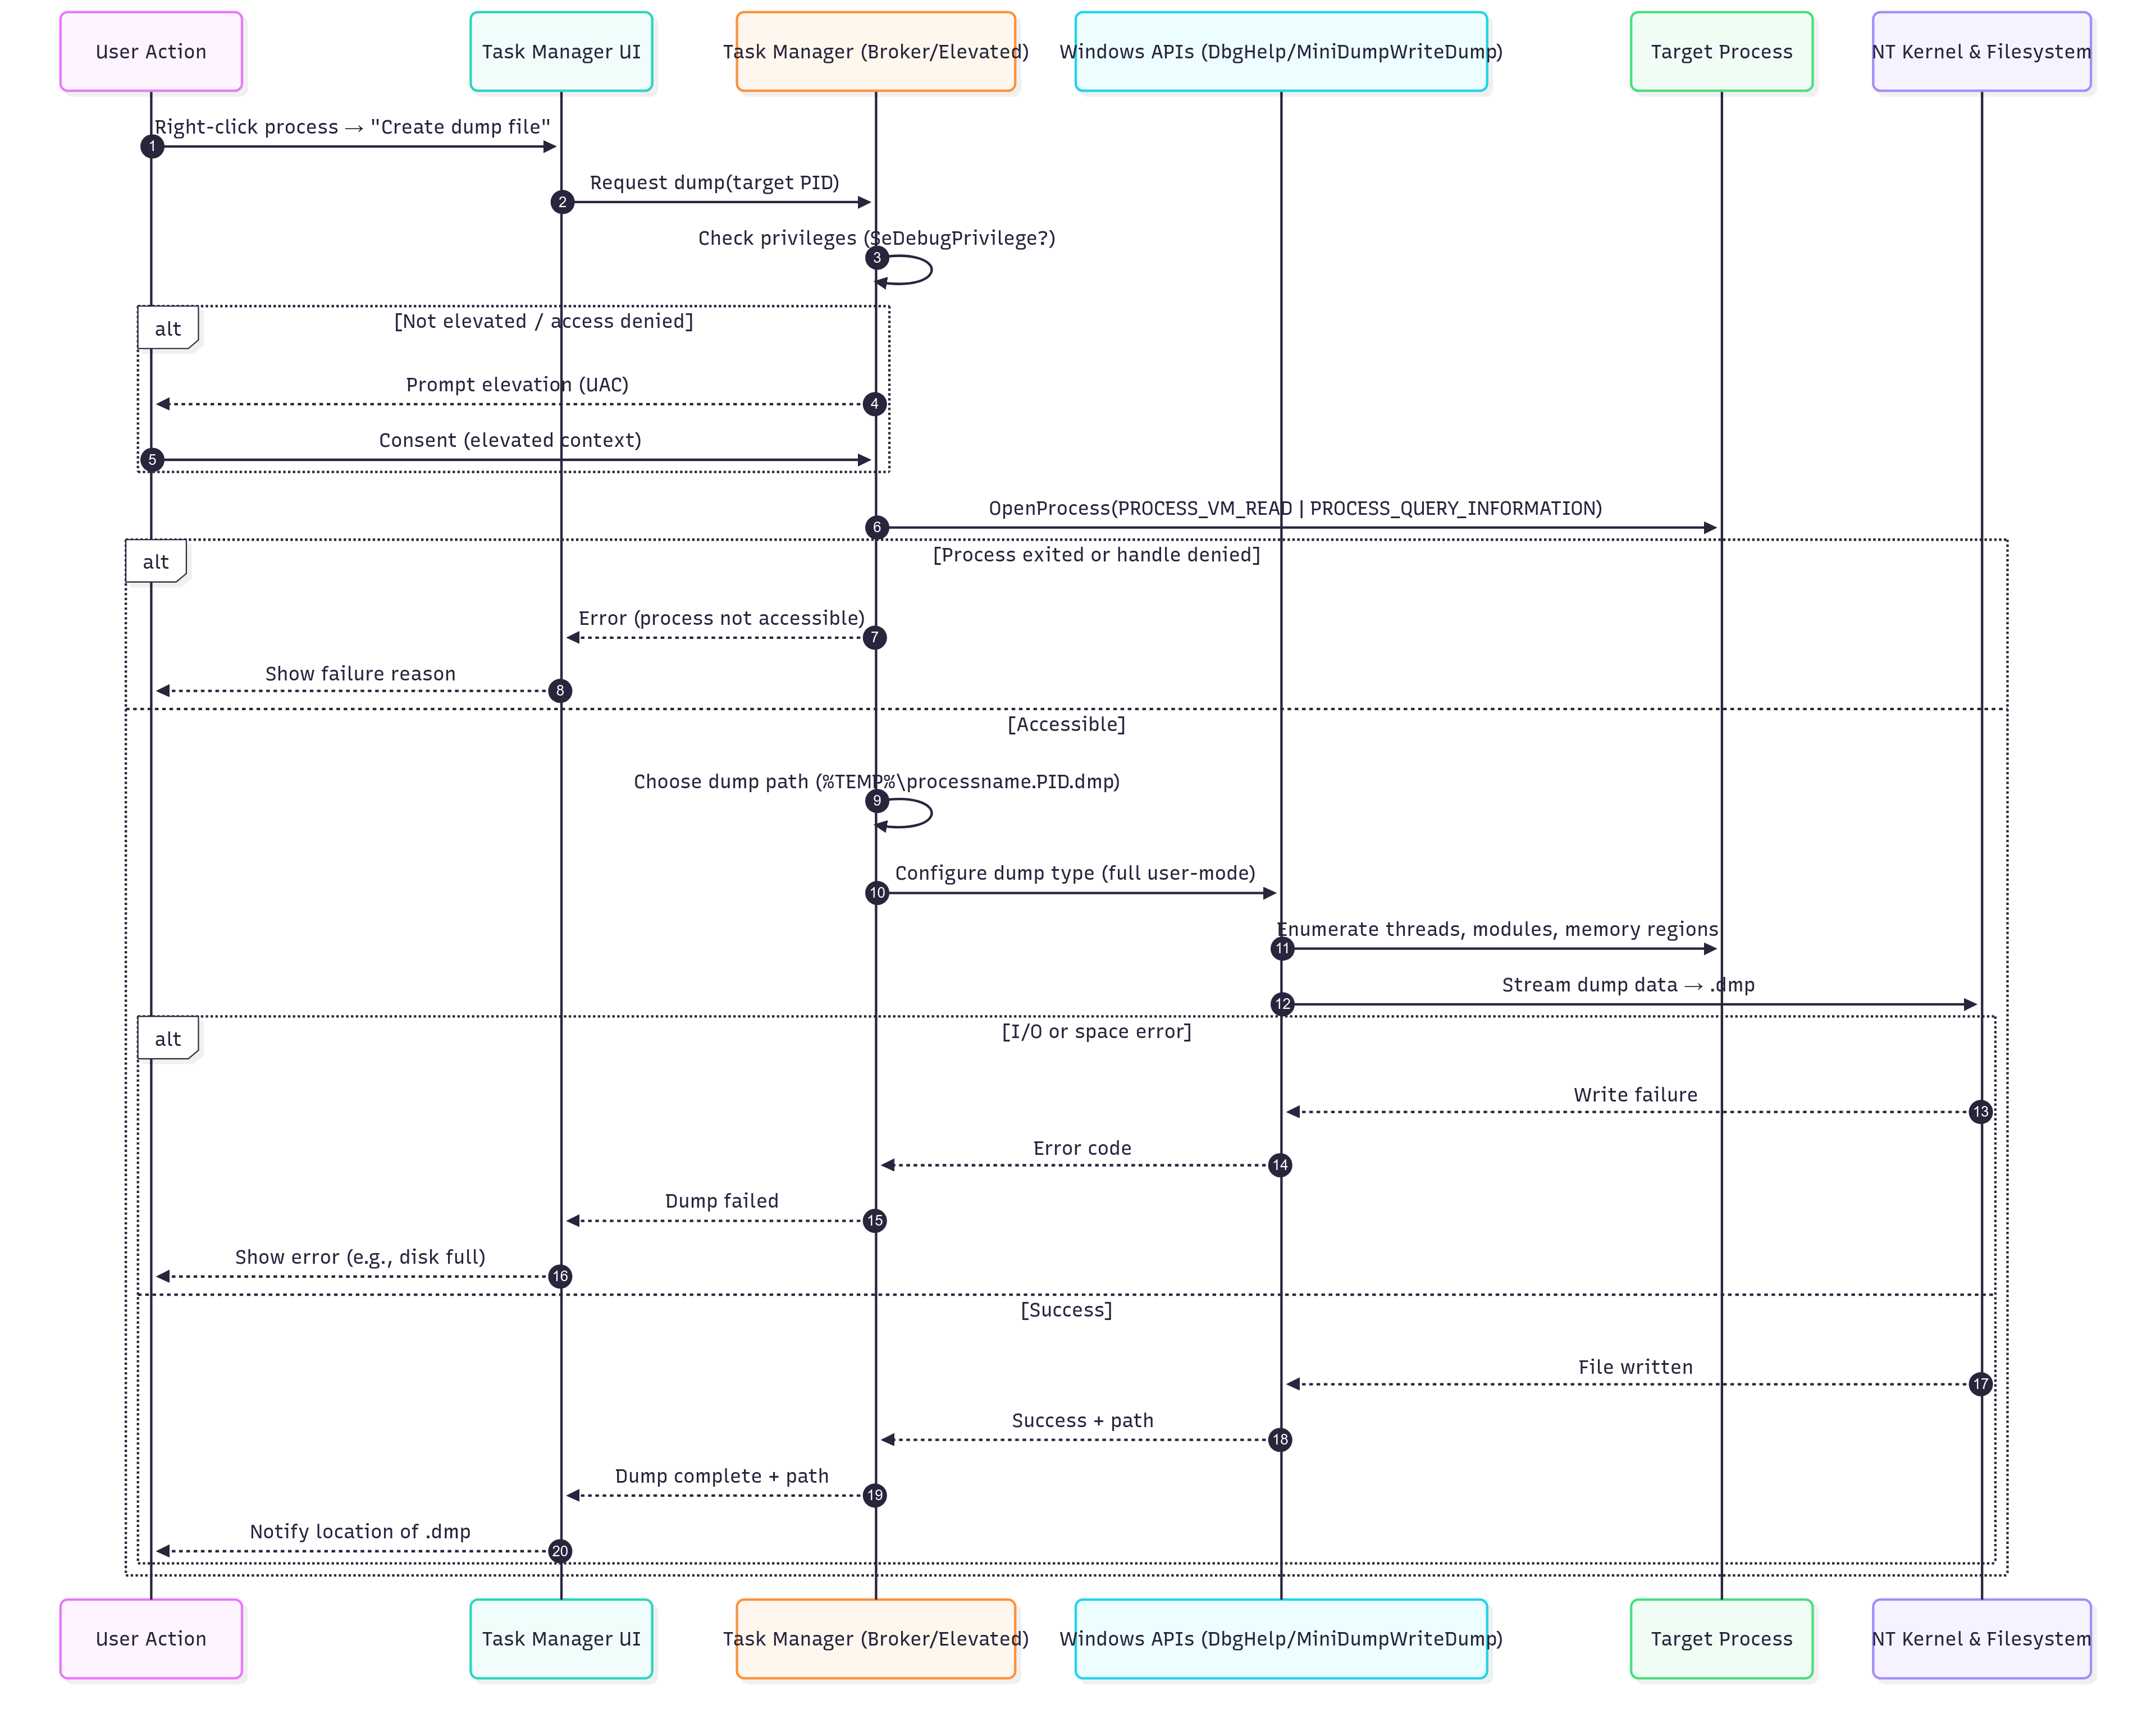 User Action
Task Manager UI
Task Manager (Broker/Elevated)
Windows APIs (DbgHelp/MiniDumpWriteDump)
Target Process
NT Kernel & Filesystem
Right-click process → "Create dump file"
1
Request dump(target PID)
2
Check privileges (SeDebugPrivilege?)
3
alt
[Not elevated / access denied]
Prompt elevation (UAC)
4
Consent (elevated context)
5
OpenProcess(PROCESS_VM_READ | PROCESS_QUERY_INFORMATION)
6
alt
[Process exited or handle denied]
Error (process not accessible)
7
Show failure reason
8
[Accessible]
Choose dump path (%TEMP%\processname.PID.dmp)
9
Configure dump type (full user-mode)
10
Enumerate threads, modules, memory regions
11
Stream dump data → .dmp
12
alt
[I/O or space error]
Write failure
13
Error code
14
Dump failed
15
Show error (e.g., disk full)
16
[Success]
File written
17
Success + path
18
Dump complete + path
19
Notify location of .dmp
20
User Action
Task Manager UI
Task Manager (Broker/Elevated)
Windows APIs (DbgHelp/MiniDumpWriteDump)
Target Process
NT Kernel & Filesystem